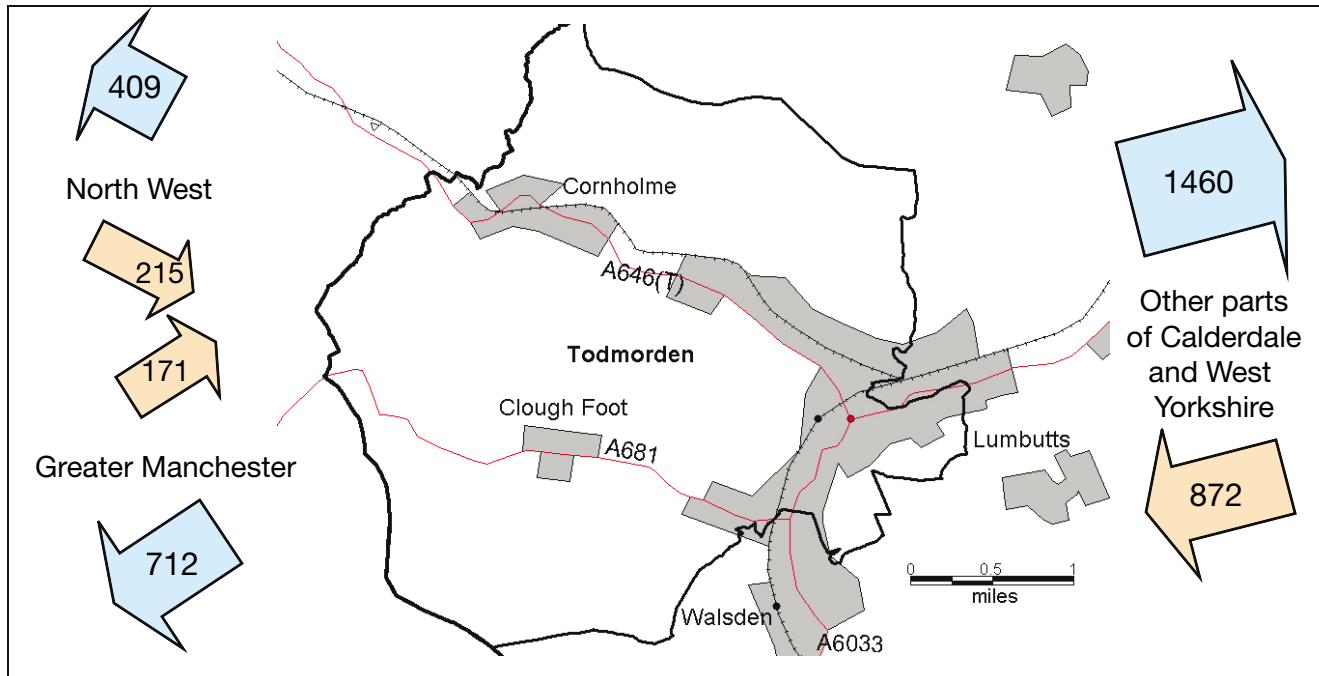 409
North West
215
171
Greater Manchester
712
Cornholme
A646(T)
Todmorden
Clough Foot
A681
Walsden
A6033
Lumbutts
0 0.5 1
miles
1460
Other parts
of Calderdale
and West
Yorkshire
872